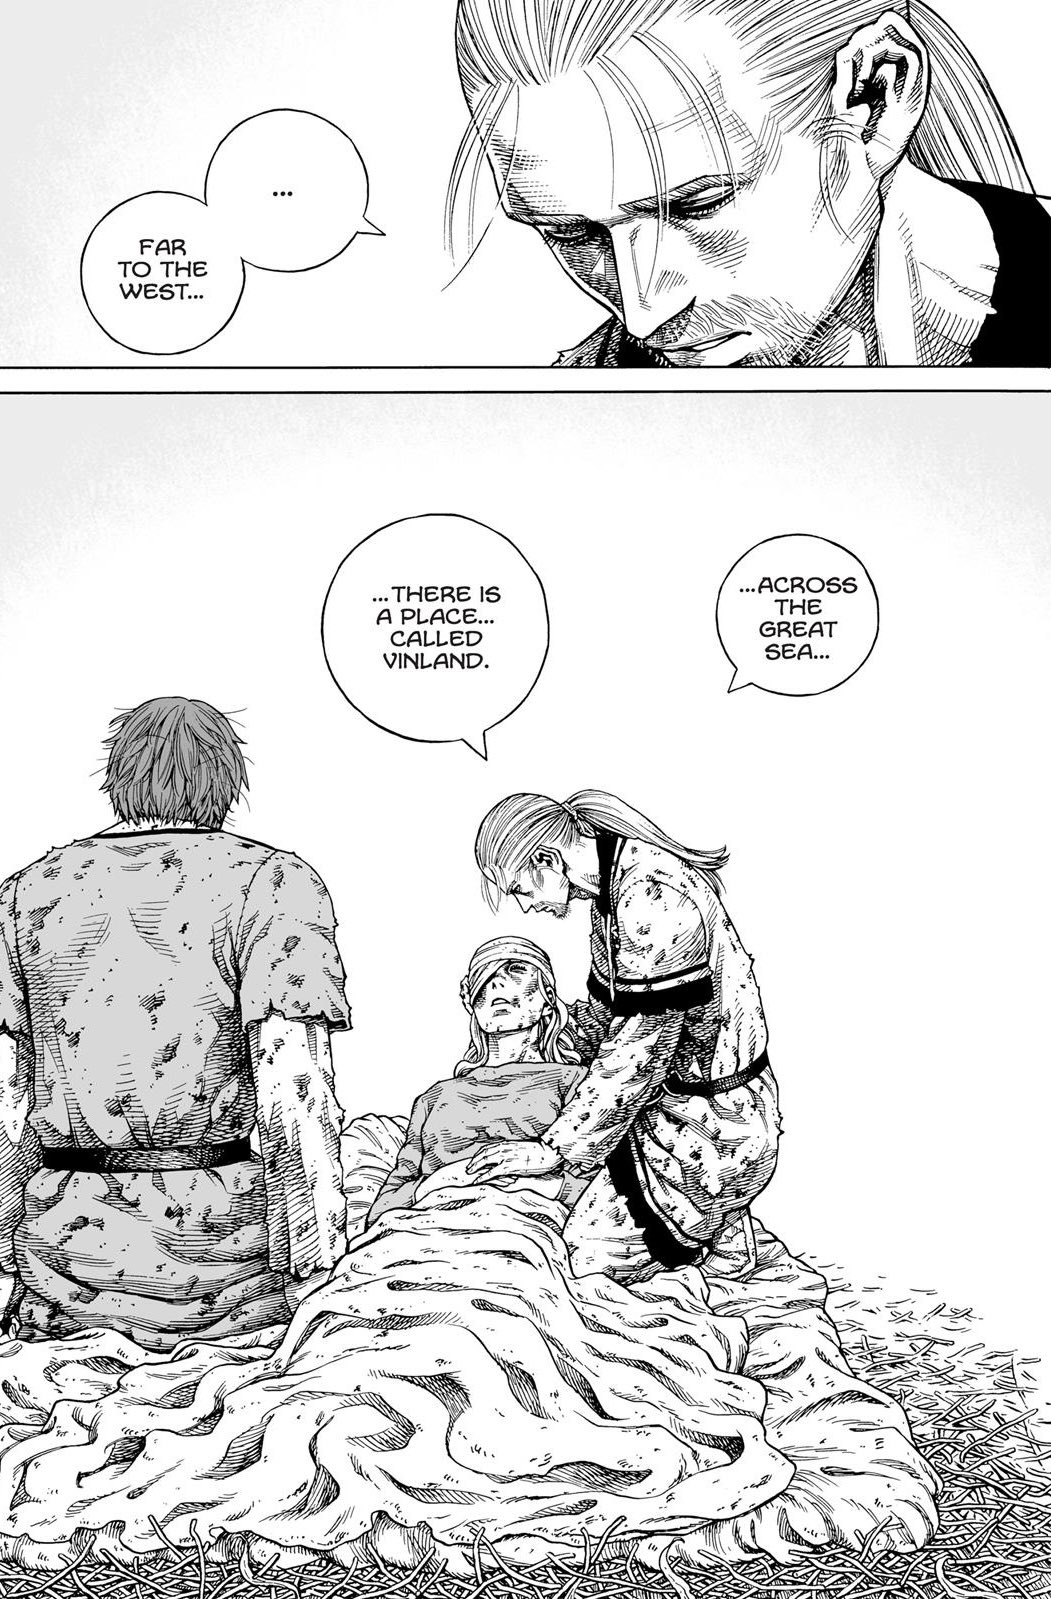 ...
FAR
TO THE
WEST...
...ACROSS
THE
GREAT
SEA...
...THERE IS
A PLACE...
CALLED
VINLAND.